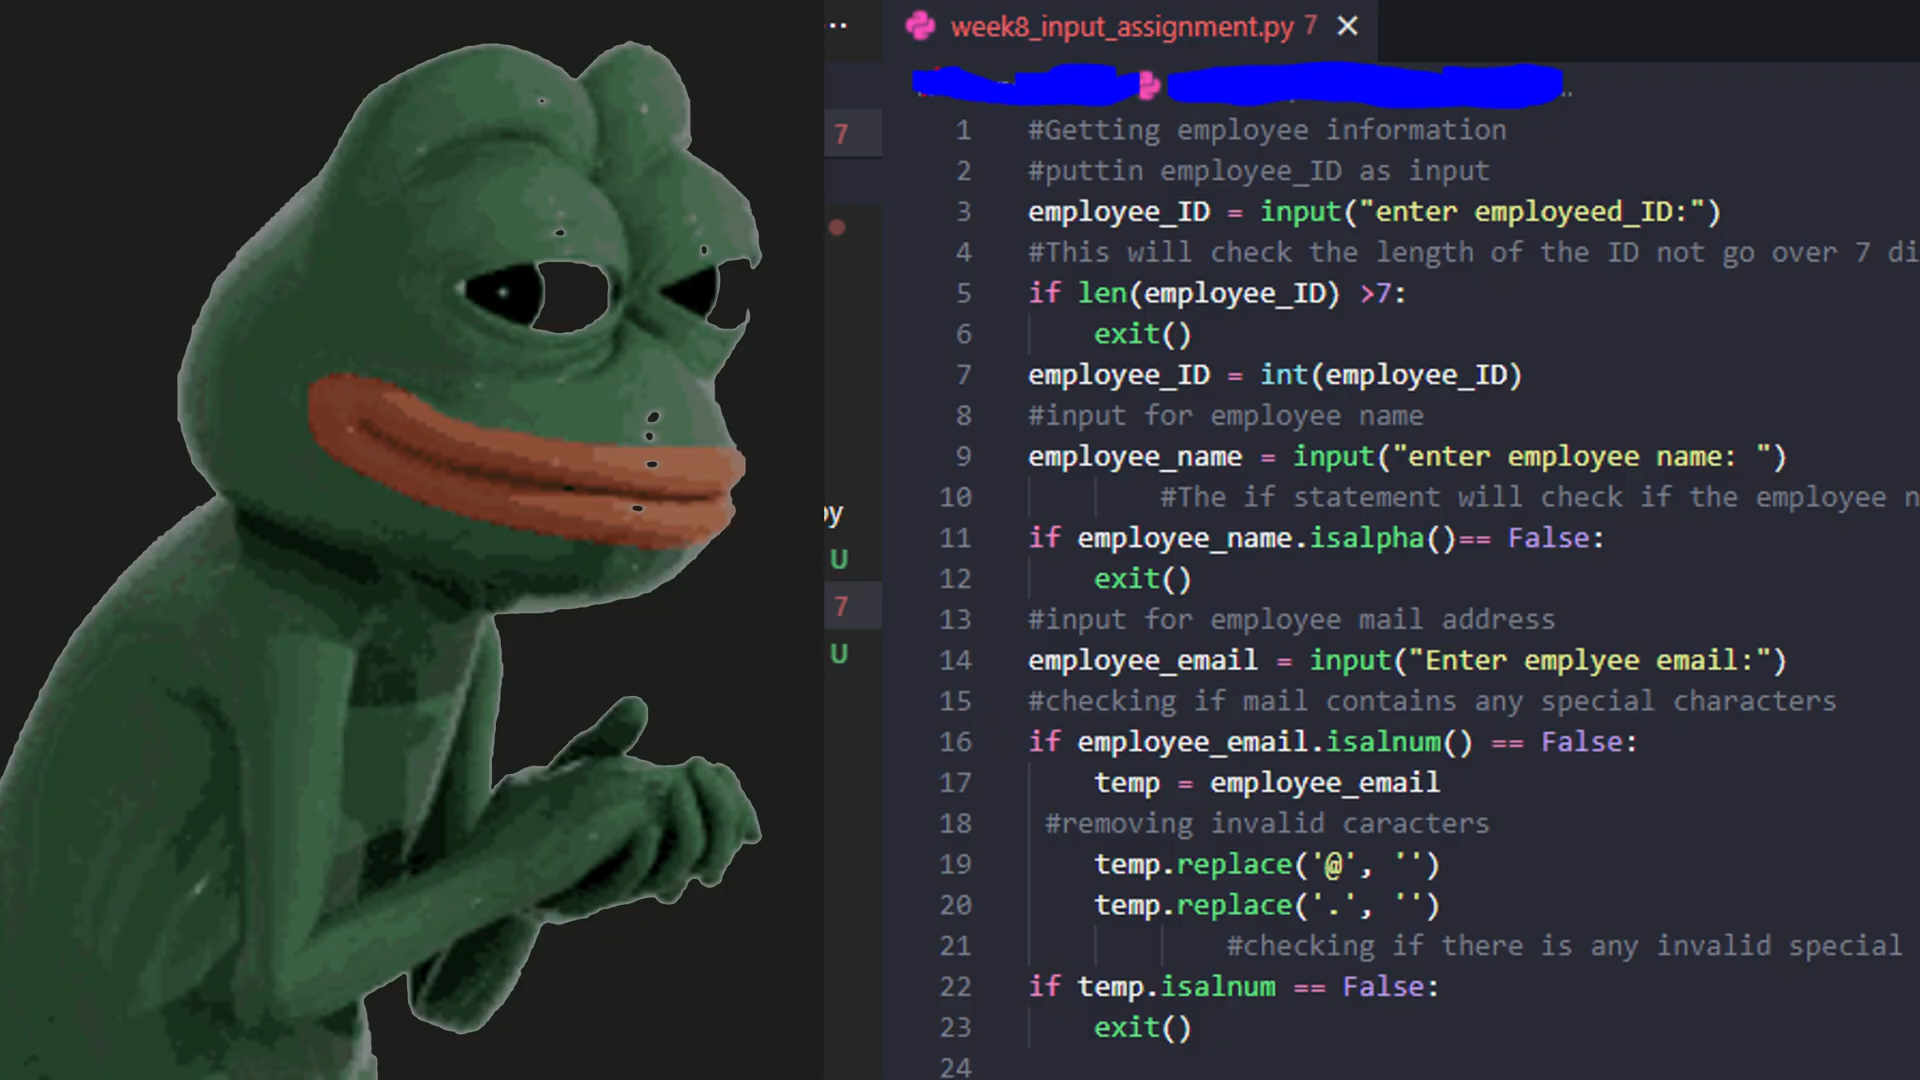 week8_input_assignment.py 7
7
1 #Getting employee information
2 #puttin employee_ID as input
3 employee_ID = input("enter employeed_ID:")
4 #This will check the length of the ID not go over 7 di
5 if len(employee_ID) >7:
6 exit()
7 employee_ID = int(employee_ID)
8 #input for employee name
9 employee_name = input("enter employee name: ")
10 #The if statement will check if the employee n
py
11 if employee_name.isalpha()== False:
U
12 exit()
7
13 #input for employee mail address
U
14 employee_email = input("Enter emplyee email:")
15 #checking if mail contains any special characters
16 if employee_email.isalnum() == False:
17 temp = employee_email
18 #removing invalid caracters
19 temp.replace('@', '')
20 temp.replace('.', '')
21 #checking if there is any invalid special
22 if temp.isalnum == False:
23 exit()
24